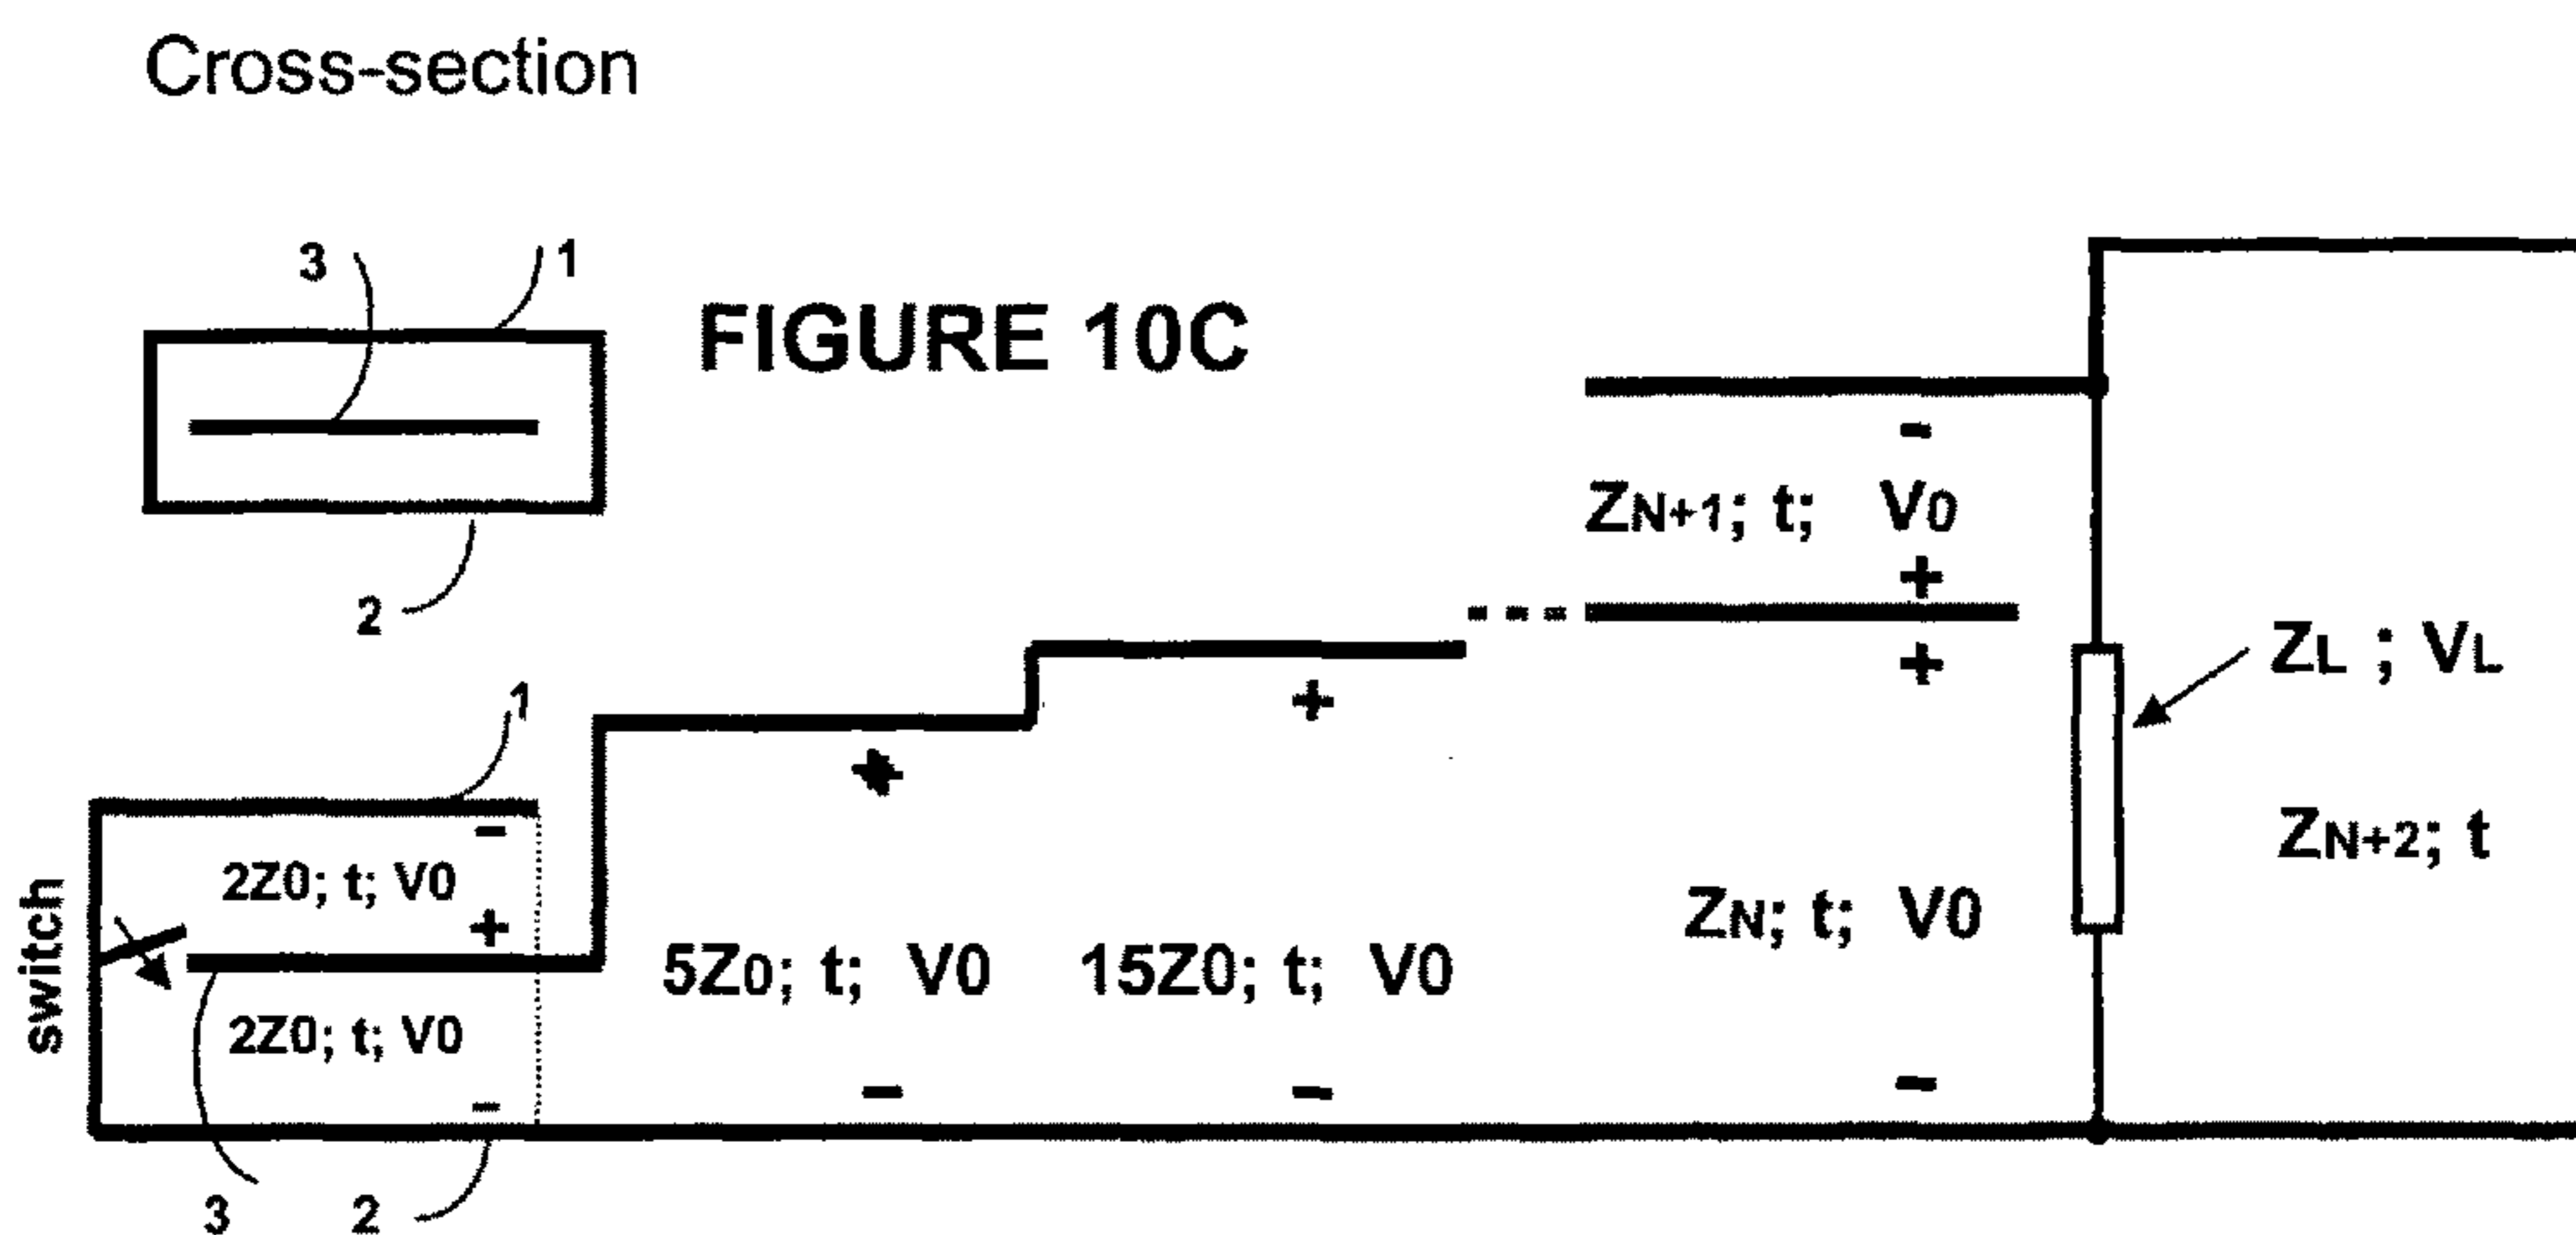 Cross-section
3 1
FIGURE 10C
2
-
ZN+1; t; V0
+
+
ZL ; VL
1
+
+
-
2Z0; t; V0
+
switch
5Z0; t; V0
15Z0; t; V0
ZN; t; V0
ZN+2; t
2Z0; t; V0
-
-
-
-
3 2